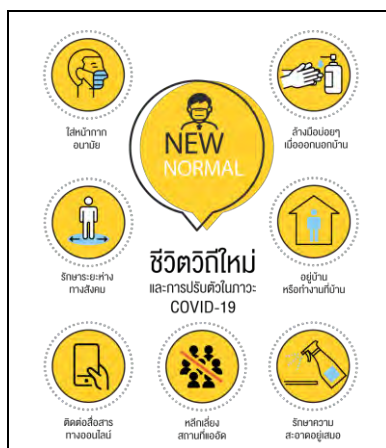 NEW
NORMAL
ใส่หน้ากาก
อนามัย
ล้างมือบ่อยๆ
เมื่อออกนอกบ้าน
รักษาระยะห่าง
ทางสังคม
ชีวิตวิถีใหม่
และการปรับตัวในภาวะ
COVID-19
อยู่บ้าน
หรือทำงานที่บ้าน
ติดต่อสื่อสาร
ทางออนไลน์
หลีกเลี่ยง
สถานที่แออัด
รักษาความ
สะอาดอยู่เสมอ